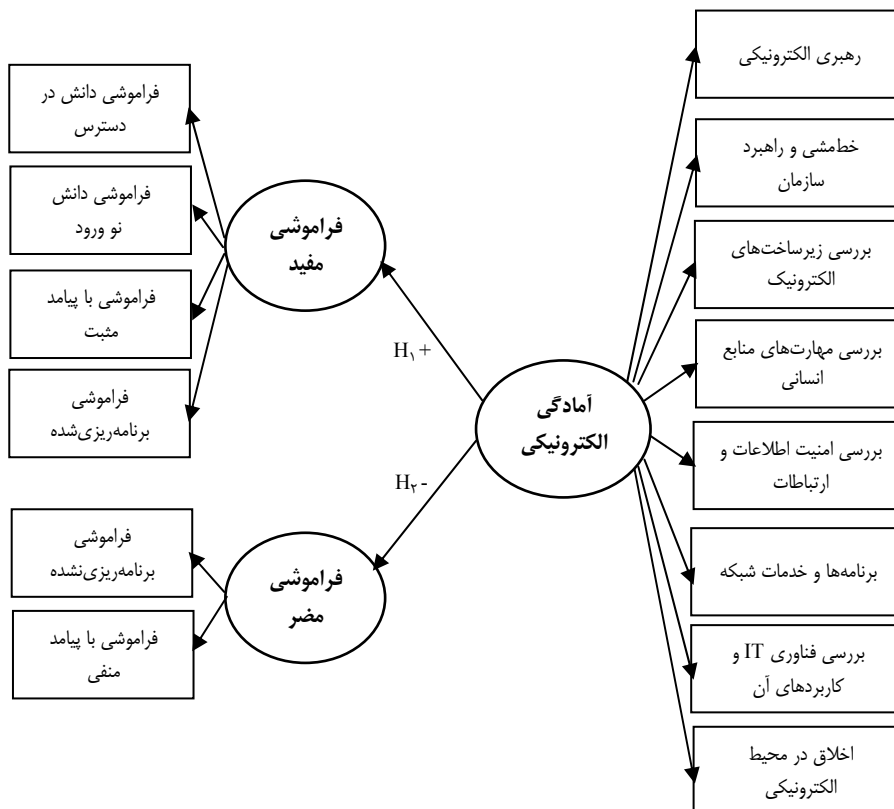 رهبری الکترونیکی
خط‌مشی و راهبرد
سازمان
بررسی زیرساخت‌های
الکترونیک
بررسی مهارت‌های منابع
انسانی
بررسی امنیت اطلاعات و
ارتباطات
برنامه‌ها و خدمات شبکه
بررسی فناوری IT و
کاربردهای آن
اخلاق در محیط
الکترونیکی
آمادگی
الکترونیکی
H۱+
H۲-
فراموشی
مفید
فراموشی
مضر
فراموشی دانش در
دسترس
فراموشی دانش
نو ورود
فراموشی با پیامد
مثبت
فراموشی
برنامه‌ریزی‌شده
فراموشی
برنامه‌ریزی‌نشده
فراموشی با پیامد
منفی